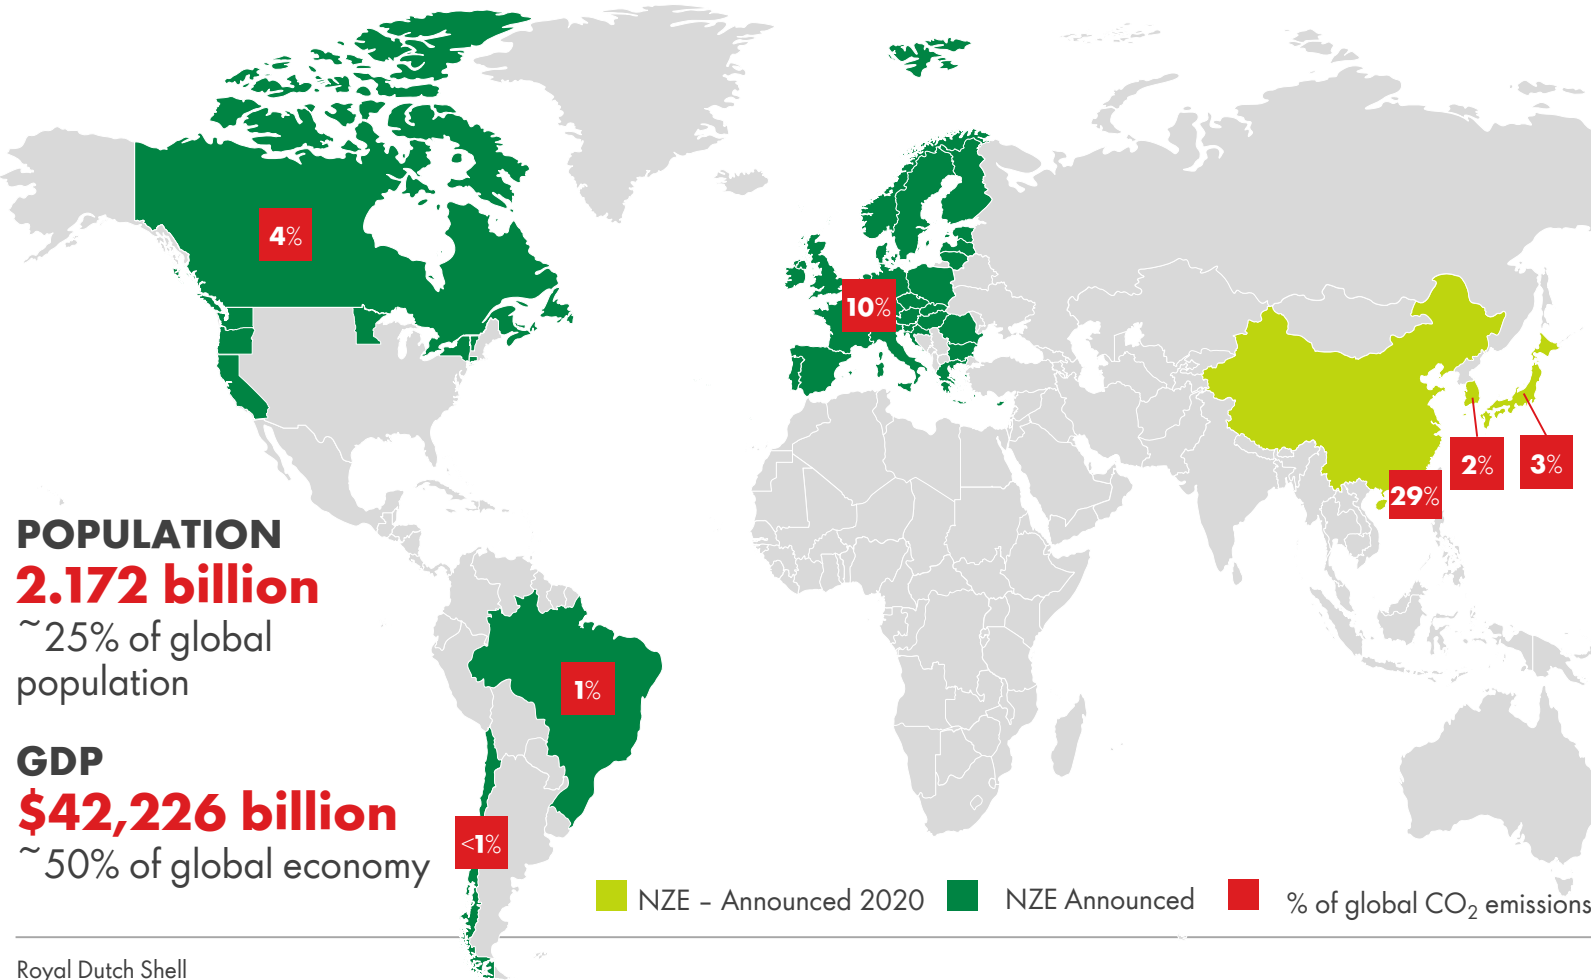 4%
10%
2%
3%
29%
POPULATION
2.172 billion
~25% of global
population
1%
GDP
$42,226 billion
~50% of global economy
<1%
NZE – Announced 2020
NZE Announced
% of global CO₂ emissions
Royal Dutch Shell